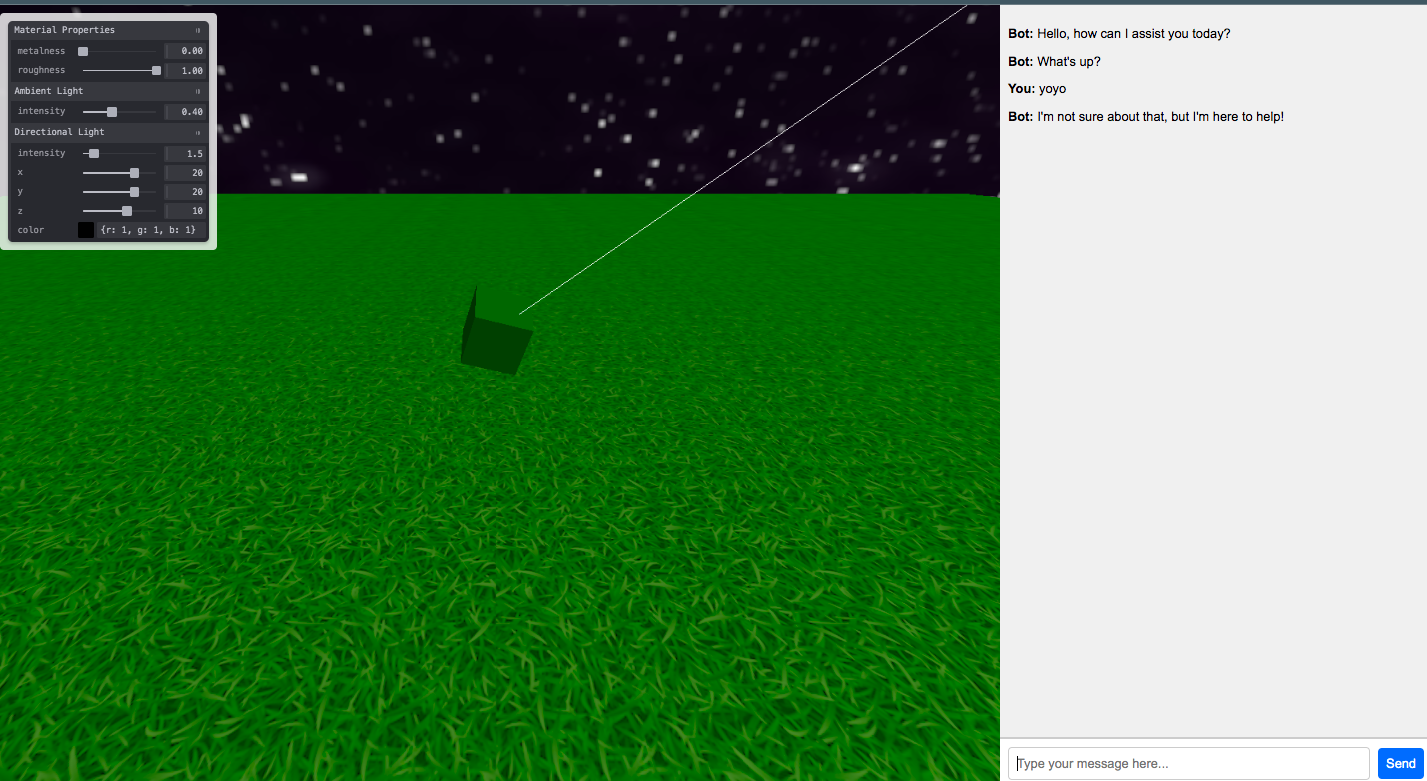 Material Properties
metalness 0.00
roughness 1.00
Ambient Light
intensity 0.40
Directional Light
intensity 1.5
x 20
y 20
z 10
color {r: 1, g: 1, b: 1}
Bot: Hello, how can I assist you today?
Bot: What's up?
You: yoyo
Bot: I'm not sure about that, but I'm here to help!
Type your message here...
Send